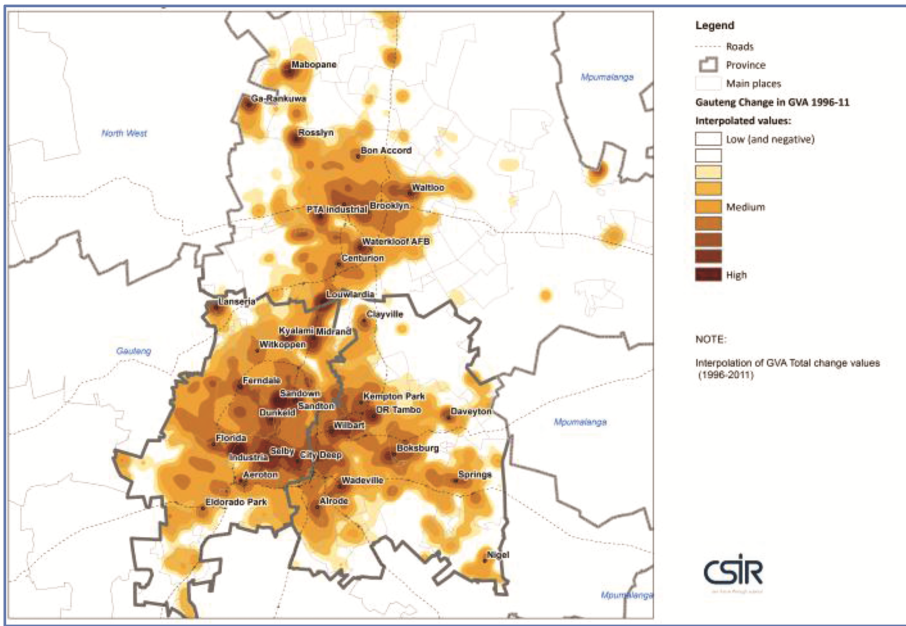 Legend
Roads
Province
Main places
Gauteng Change in GVA 1996-11
Interpolated values:
Low (and negative)
Medium
High
NOTE:
Interpolation of GVA Total change values
(1996-2011)
CSIR
Mpumalanga
North West
Mabopane
Ga-Rankuwa
Rosslyn
Bon Accord
Waltloo
PTA industrial
Brooklyn
Waterkloof AFB
Centurion
Louwlardia
Lanseria
Clayville
Kyalami
Midrand
Witkoppen
Gauteng
Ferndale
Sandown
Sandton
Dunkeld
Kempton Park
OR Tambo
Daveyton
Mpumalanga
Wilbart
Florida
Industria
Selby
City Deep
Boksburg
Aeroton
Wadeville
Springs
Eldorado Park
Alrode
Nigel
Mpumalanga